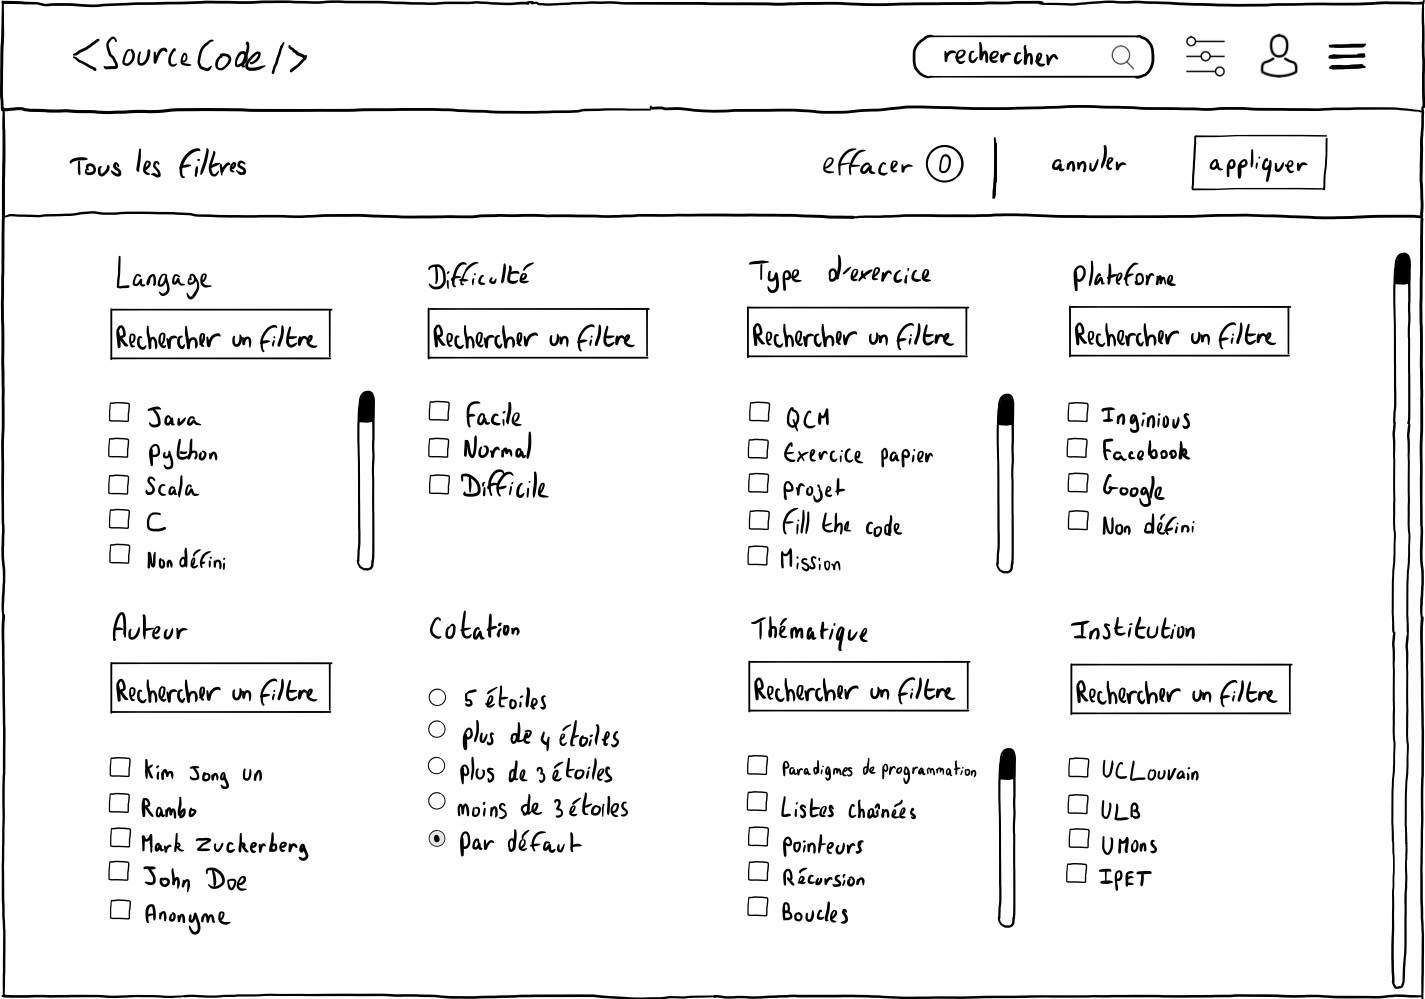 <SourceCode/>
rechercher
Tous les filtres
effacer 0
annuler
appliquer
Langage
Rechercher un filtre
Java
Python
Scala
C
Non défini
Difficulté
Rechercher un filtre
Facile
Normal
Difficile
Type d'exercice
Rechercher un filtre
QCM
Exercice papier
Projet
Fill the code
Mission
Plateforme
Rechercher un filtre
Inginious
Facebook
Google
Non défini
Auteur
Rechercher un filtre
Kim Jong un
Rambo
Mark Zuckerberg
John Doe
Anonyme
Cotation
5 étoiles
plus de 4 étoiles
plus de 3 étoiles
moins de 3 étoiles
Par défaut
Thématique
Rechercher un filtre
Paradigmes de programmation
Listes chaînées
Pointeurs
Récursion
Boucles
Institution
Rechercher un filtre
UCLouvain
ULB
UMons
IPET